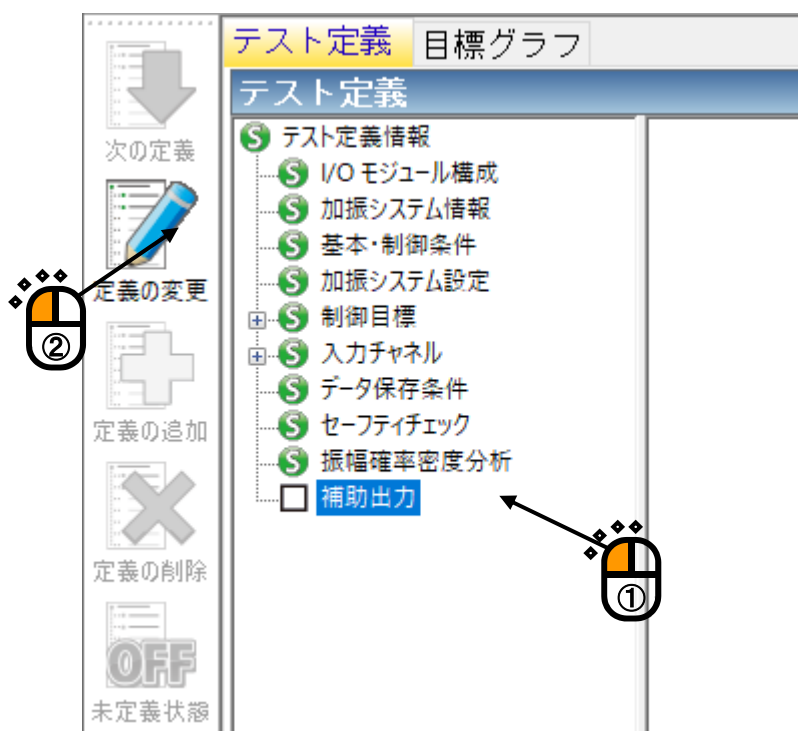 テスト定義
目標グラフ
テスト定義
次の定義
定義の変更
②
定義の追加
定義の削除
OFF
未定義状態
S テスト定義情報
S I/O モジュール構成
S 加振システム情報
S 基本・制御条件
S 加振システム設定
S 制御目標
S 入力チャネル
S データ保存条件
S セーフティチェック
S 振幅確率密度分析
補助出力
①